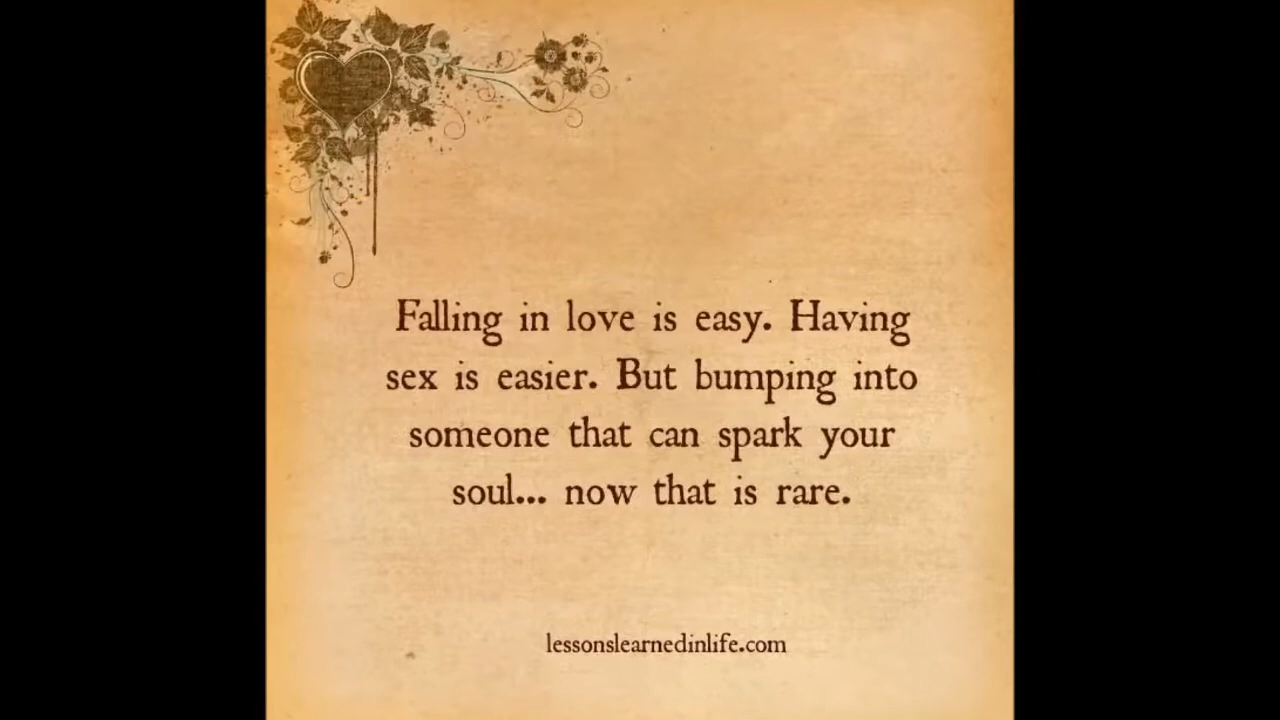 Falling in love is easy. Having
sex is easier. But bumping into
someone that can spark your
soul... now that is rare.
lessonslearnedinlife.com